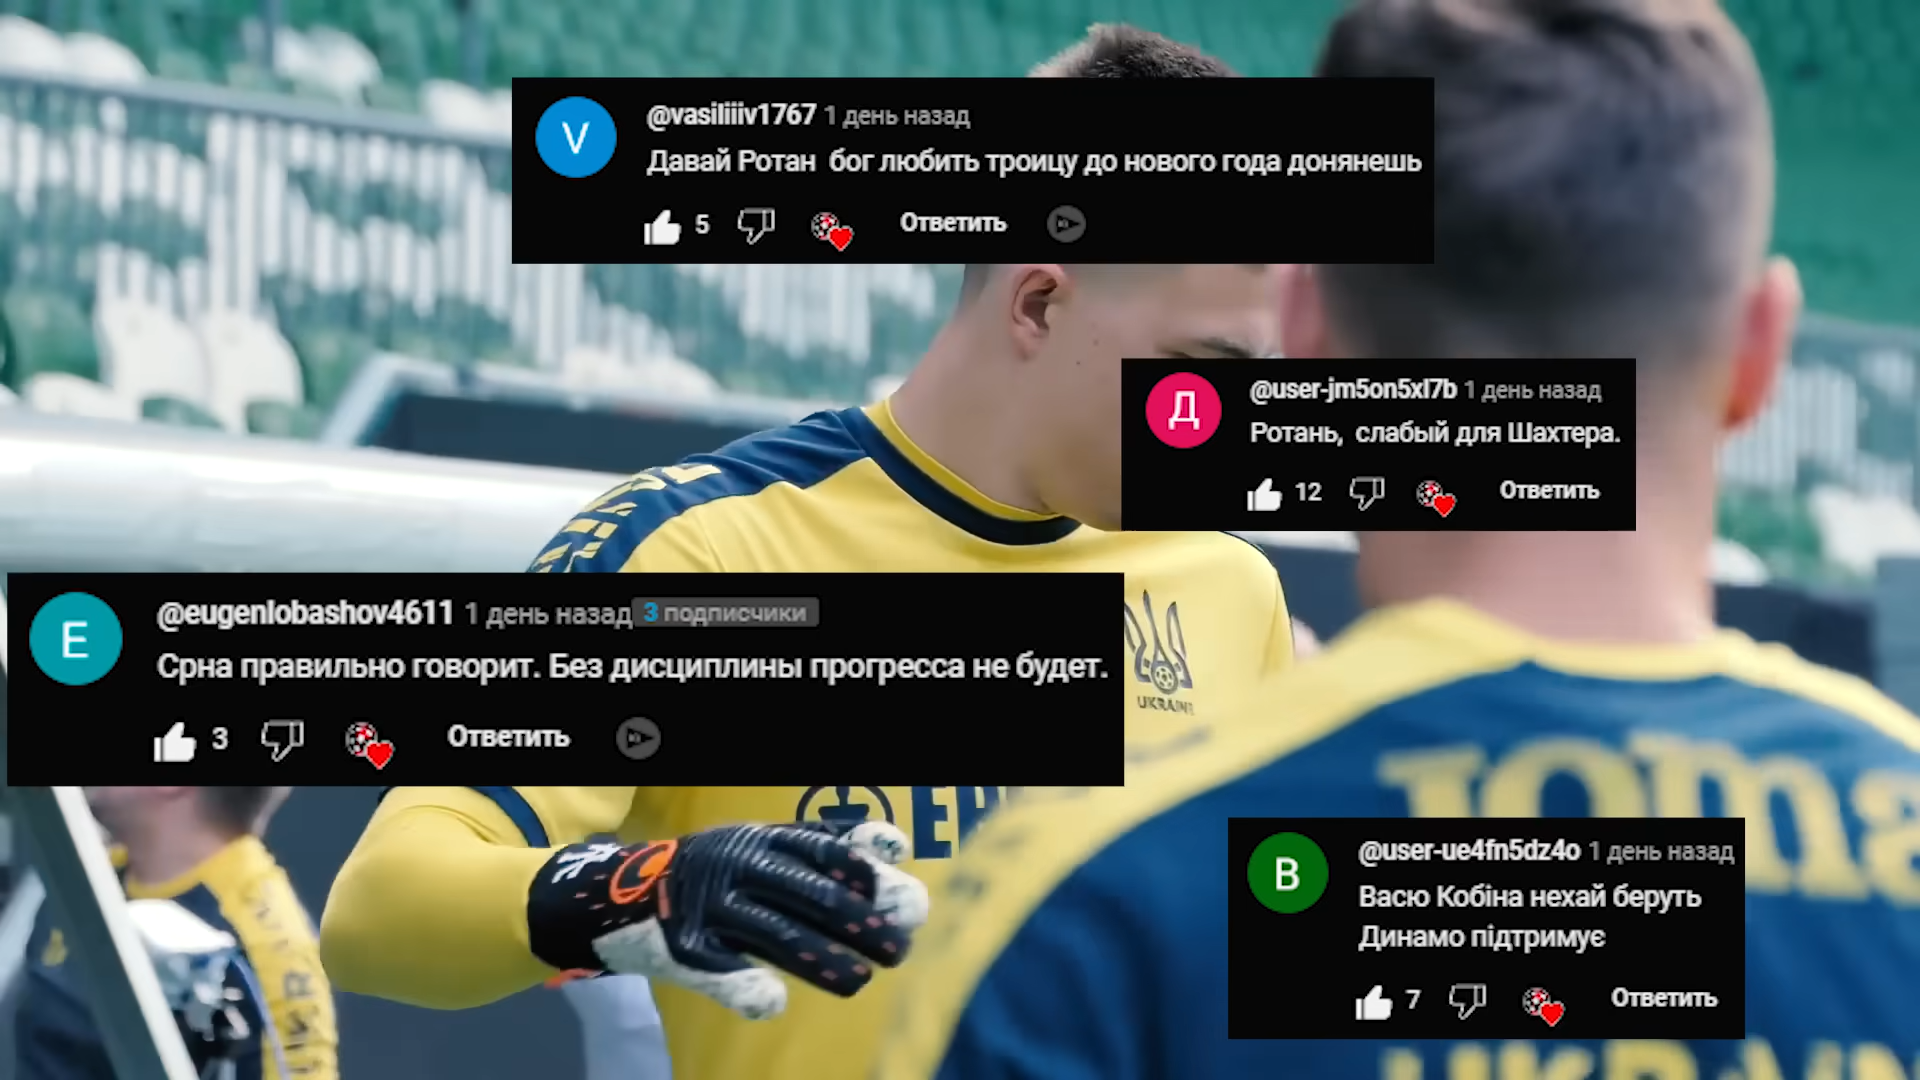 @vasiliiiv1767 1 день назад
Давай Ротан бог любить троицу до нового года донянешь
5 Ответить
@user-jm5on5xl7b 1 день назад
Ротань, слабый для Шахтера.
12 Ответить
@eugenlobashov4611 1 день назад 3 подписчики
Срна правильно говорит. Без дисциплины прогресса не будет.
3 Ответить
UKRAINE
joma
@user-ue4fn5dz4o 1 день назад
Васю Кобіна нехай беруть
Динамо підтримує
7 Ответить